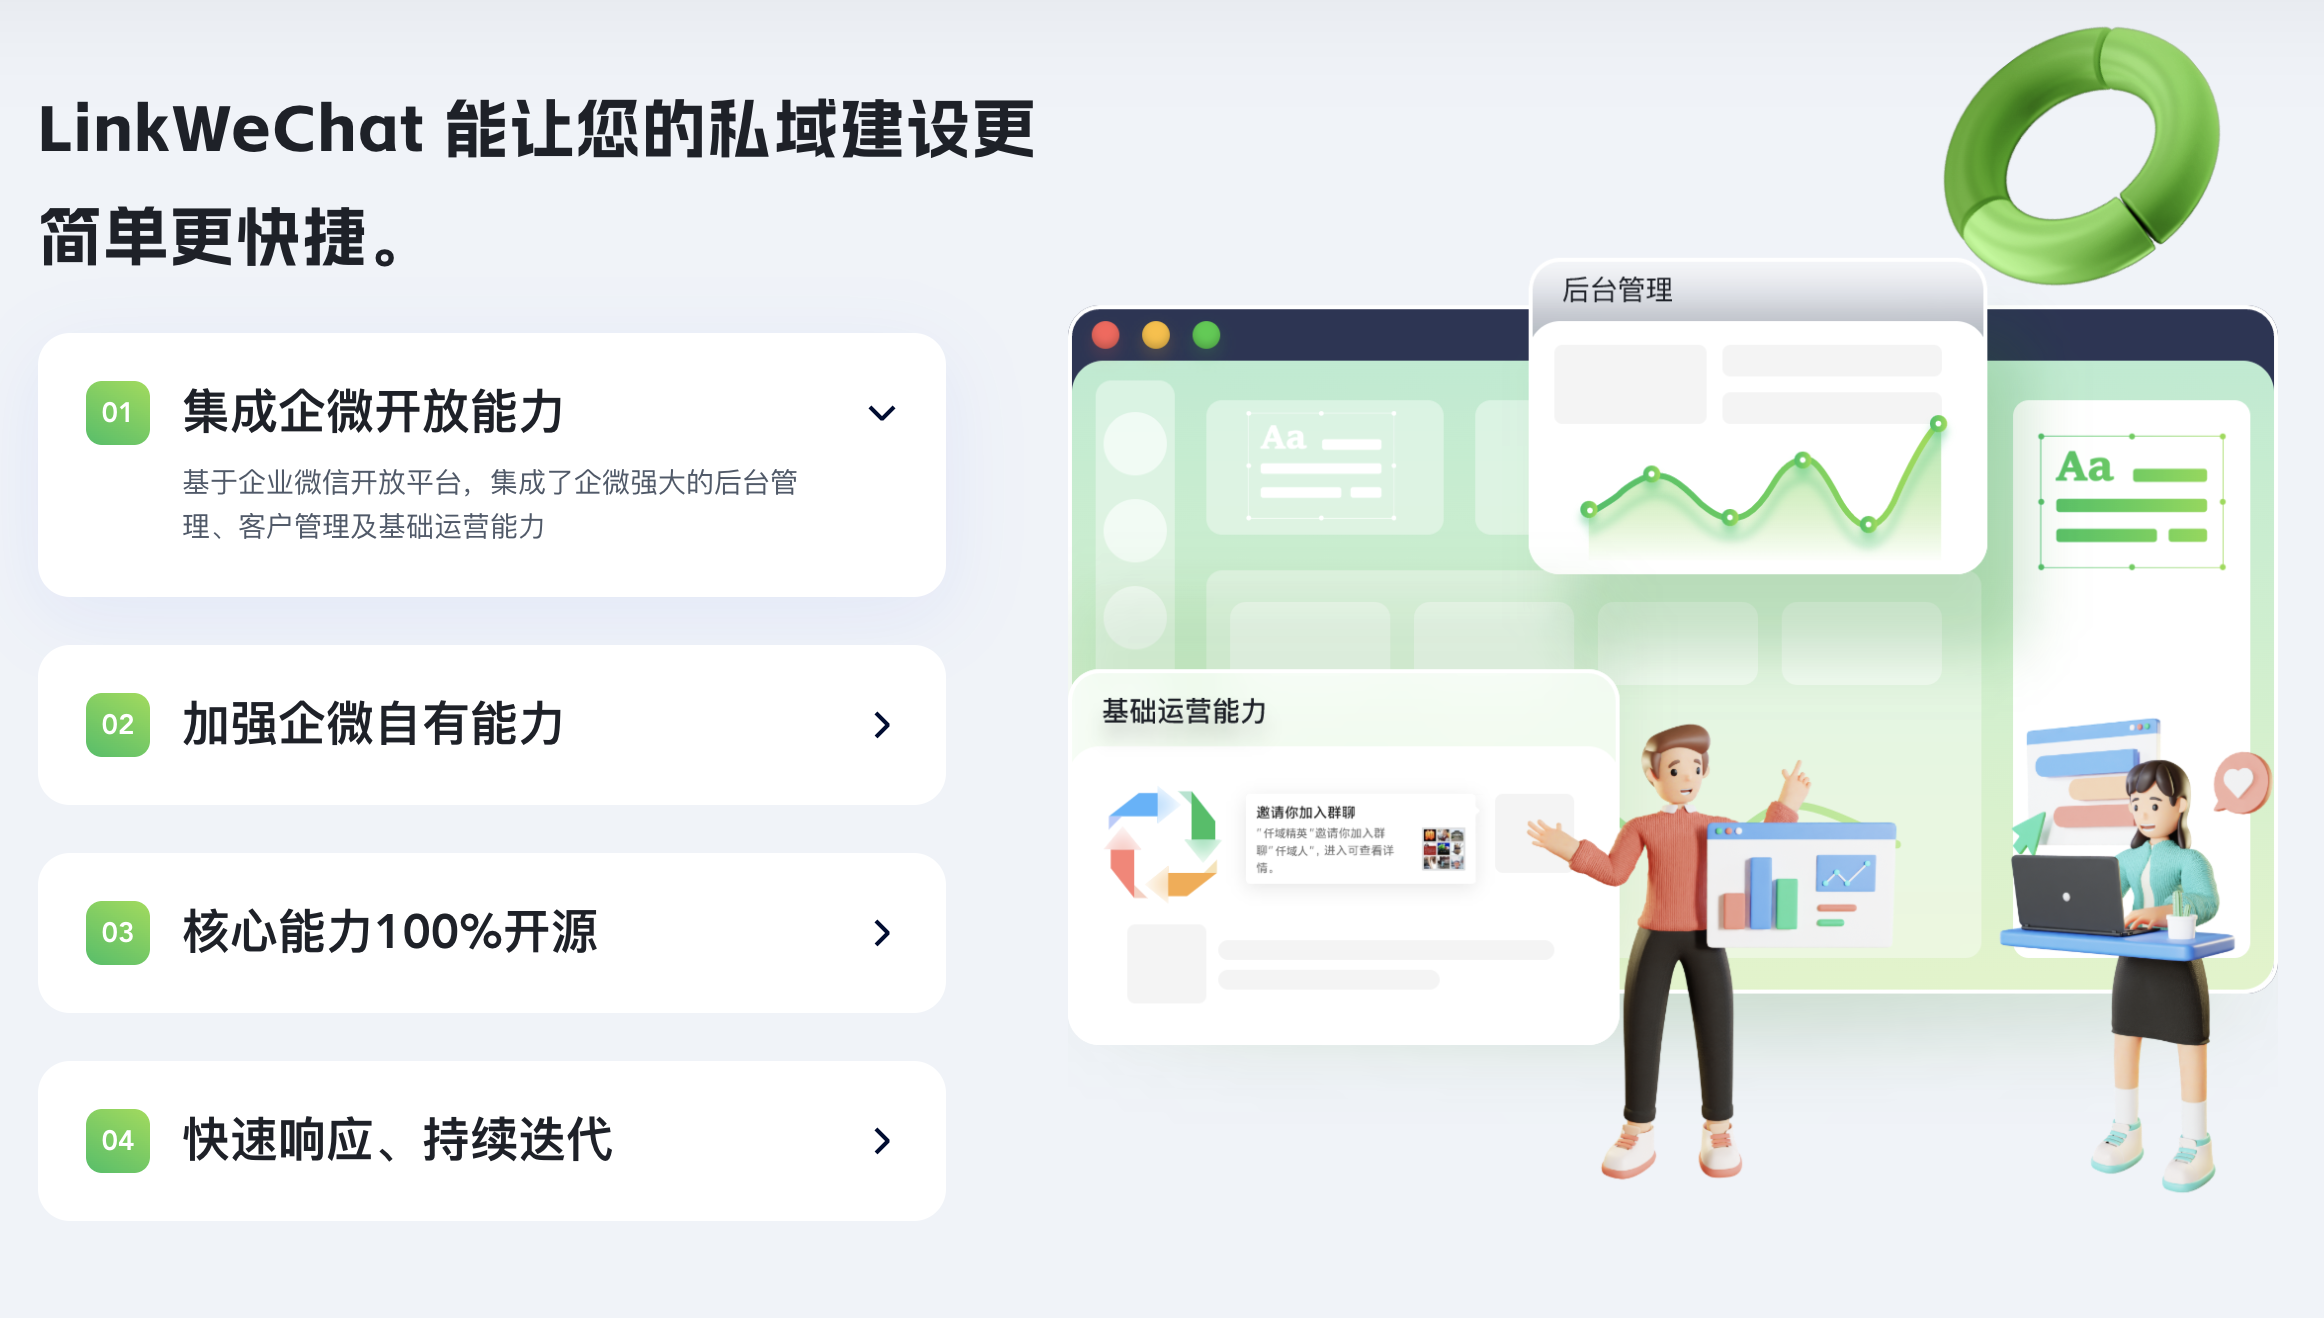 LinkWeChat 能让您的私域建设更
简单更快捷。
01
集成企微开放能力
基于企业微信开放平台，集成了企微强大的后台管
理、客户管理及基础运营能力
02
加强企微自有能力
03
核心能力100%开源
04
快速响应、持续迭代
后台管理
Aa
Aa
基础运营能力
邀请你加入群聊
“仟域精英”邀请你加入群
聊“仟域人”，进入可查看详
情。